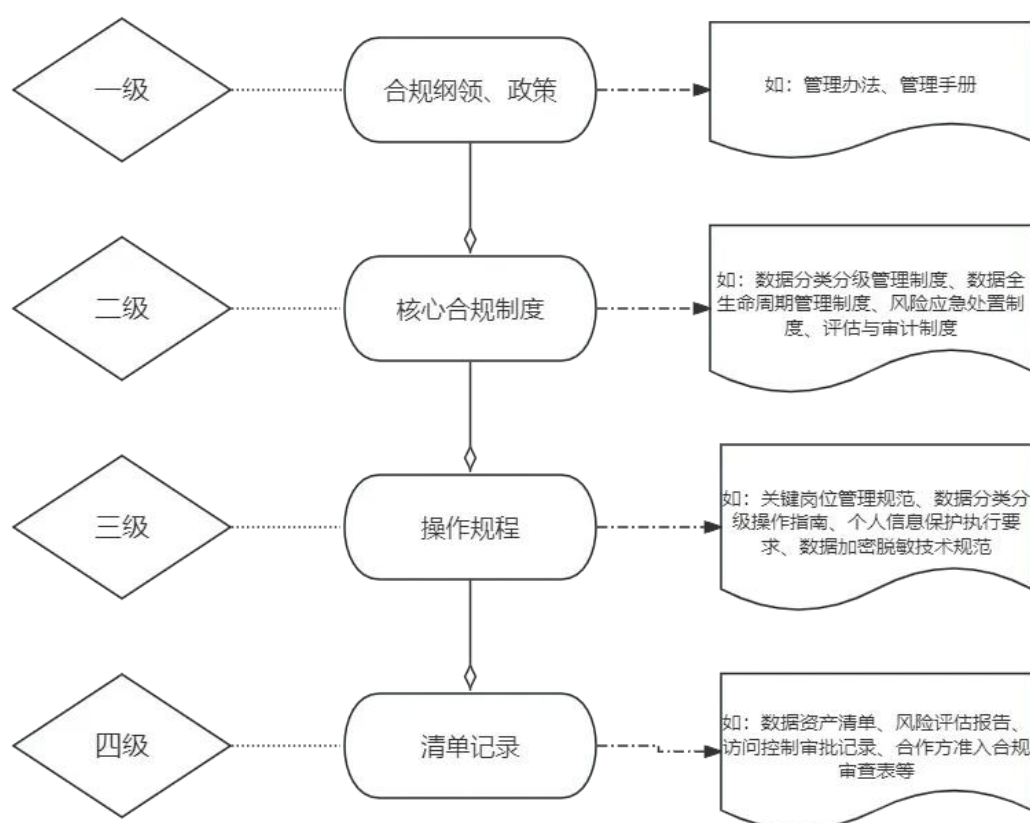 一级
合规纲领、政策
如：管理办法、管理手册
二级
核心合规制度
如：数据分类分级管理制度、数据全
生命周期管理制度、风险应急处置制
度、评估与审计制度
三级
操作规程
如：关键岗位管理规范、数据分类分
级操作指南、个人信息保护执行要
求、数据加密脱敏技术规范
四级
清单记录
如：数据资产清单、风险评估报告、
访问控制审批记录、合作方准入合规
审查表等